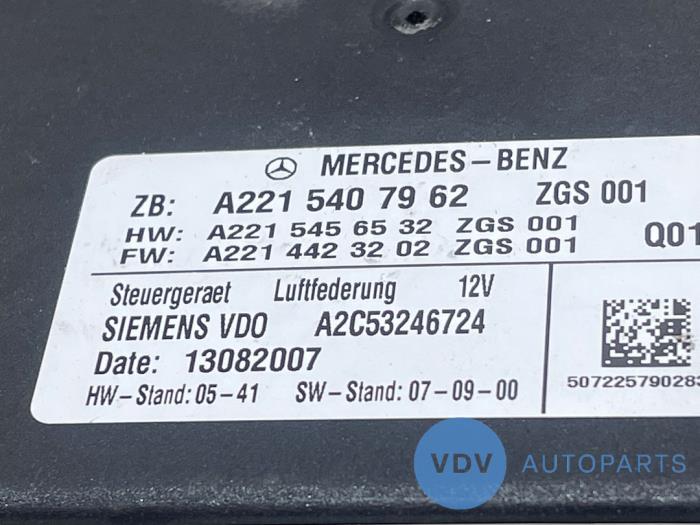 MERCEDES-BENZ
ZB: A221 540 79 62 ZGS 001
HW: A221 545 65 32 ZGS 001
FW: A221 442 32 02 ZGS 001 Q01
Steuergeraet Luftfederung 12V
SIEMENS VDO A2C53246724
Date: 13082007
HW-Stand: 05-41 SW-Stand: 07-09-00
50722579028
VDV AUTOPARTS